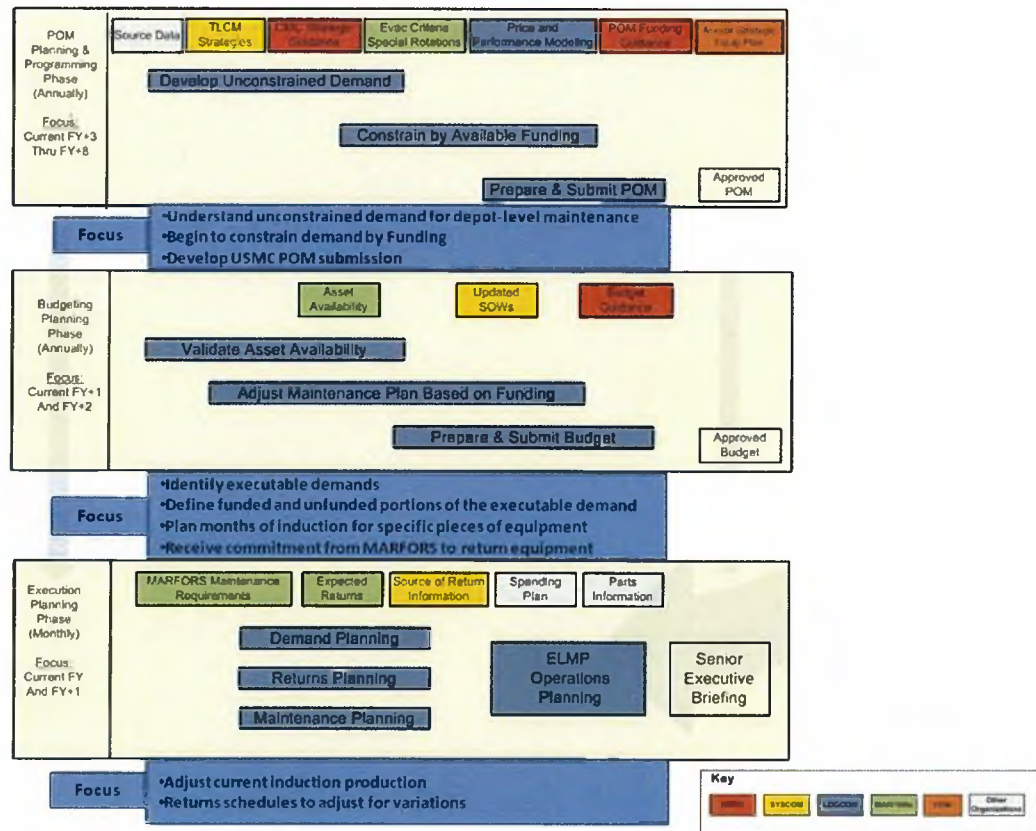 POM
Planning &
Programming
Phase
(Annually)
Focus:
Current FY+3
Thru FY+8
Source Data
TLCM
Strategies
Guidance
Evac Criteria
Special Rotations
Price and
Performance Modeling
POM Funding
Guidance
Develop Unconstrained Demand
Constrain by Available Funding
Prepare & Submit POM
Approved
POM
Focus
•Understand unconstrained demand for depot-level maintenance
•Begin to constrain demand by Funding
•Develop USMC POM submission
Budgeting
Planning
Phase
(Annually)
Focus:
Current FY+1
And FY+2
Asset
Availability
Updated
SOWs
Budget
Guidance
Validate Asset Availability
Adjust Maintenance Plan Based on Funding
Prepare & Submit Budget
Approved
Budget
Focus
•Identify executable demands
•Define funded and unfunded portions of the executable demand
•Plan months of induction for specific pieces of equipment
•Receive commitment from MARFORS to return equipment
Execution
Planning
Phase
(Monthly)
Focus:
Current FY
And FY+1
MARFORS Maintenance
Requirements
Expected
Returns
Source of Return
Information
Spending
Plan
Parts
Information
Demand Planning
Returns Planning
Maintenance Planning
ELMP
Operations
Planning
Senior
Executive
Briefing
Focus
•Adjust current induction production
•Returns schedules to adjust for variations
Key
SYSCOM
LOGCOM
Other
Organizations